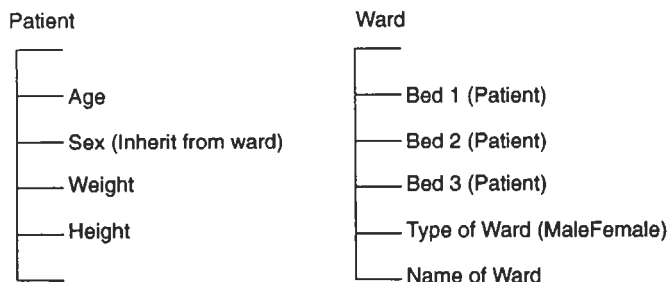 Patient
Age
Sex (Inherit from ward)
Weight
Height
Ward
Bed 1 (Patient)
Bed 2 (Patient)
Bed 3 (Patient)
Type of Ward (MaleFemale)
Name of Ward